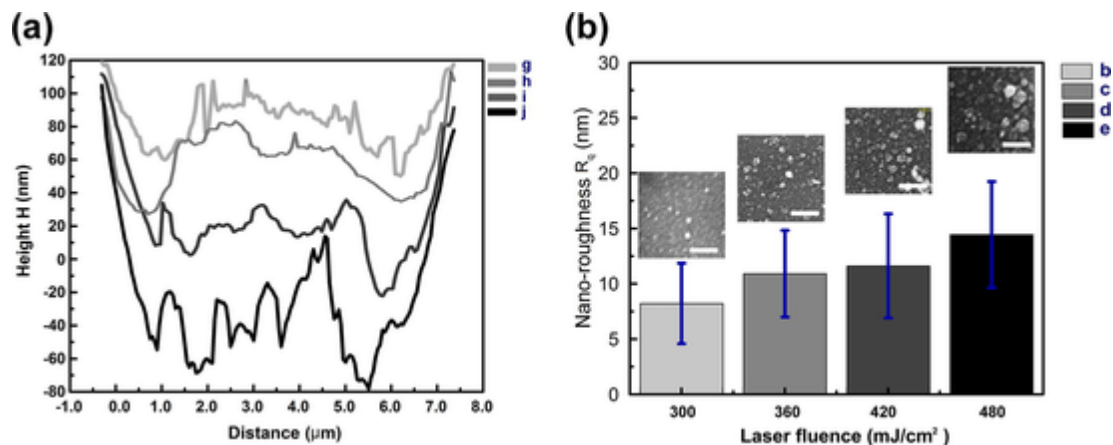 (a)
120
100
80
60
40
20
0
-20
-40
-60
-80
-1.0 0.0 1.0 2.0 3.0 4.0 5.0 6.0 7.0 8.0
Height H (nm)
Distance (μm)
g
h
i
j
(b)
30
25
20
15
10
5
0
300 360 420 480
Nano-roughness Rq (nm)
Laser fluence (mJ/cm²)
b
c
d
e